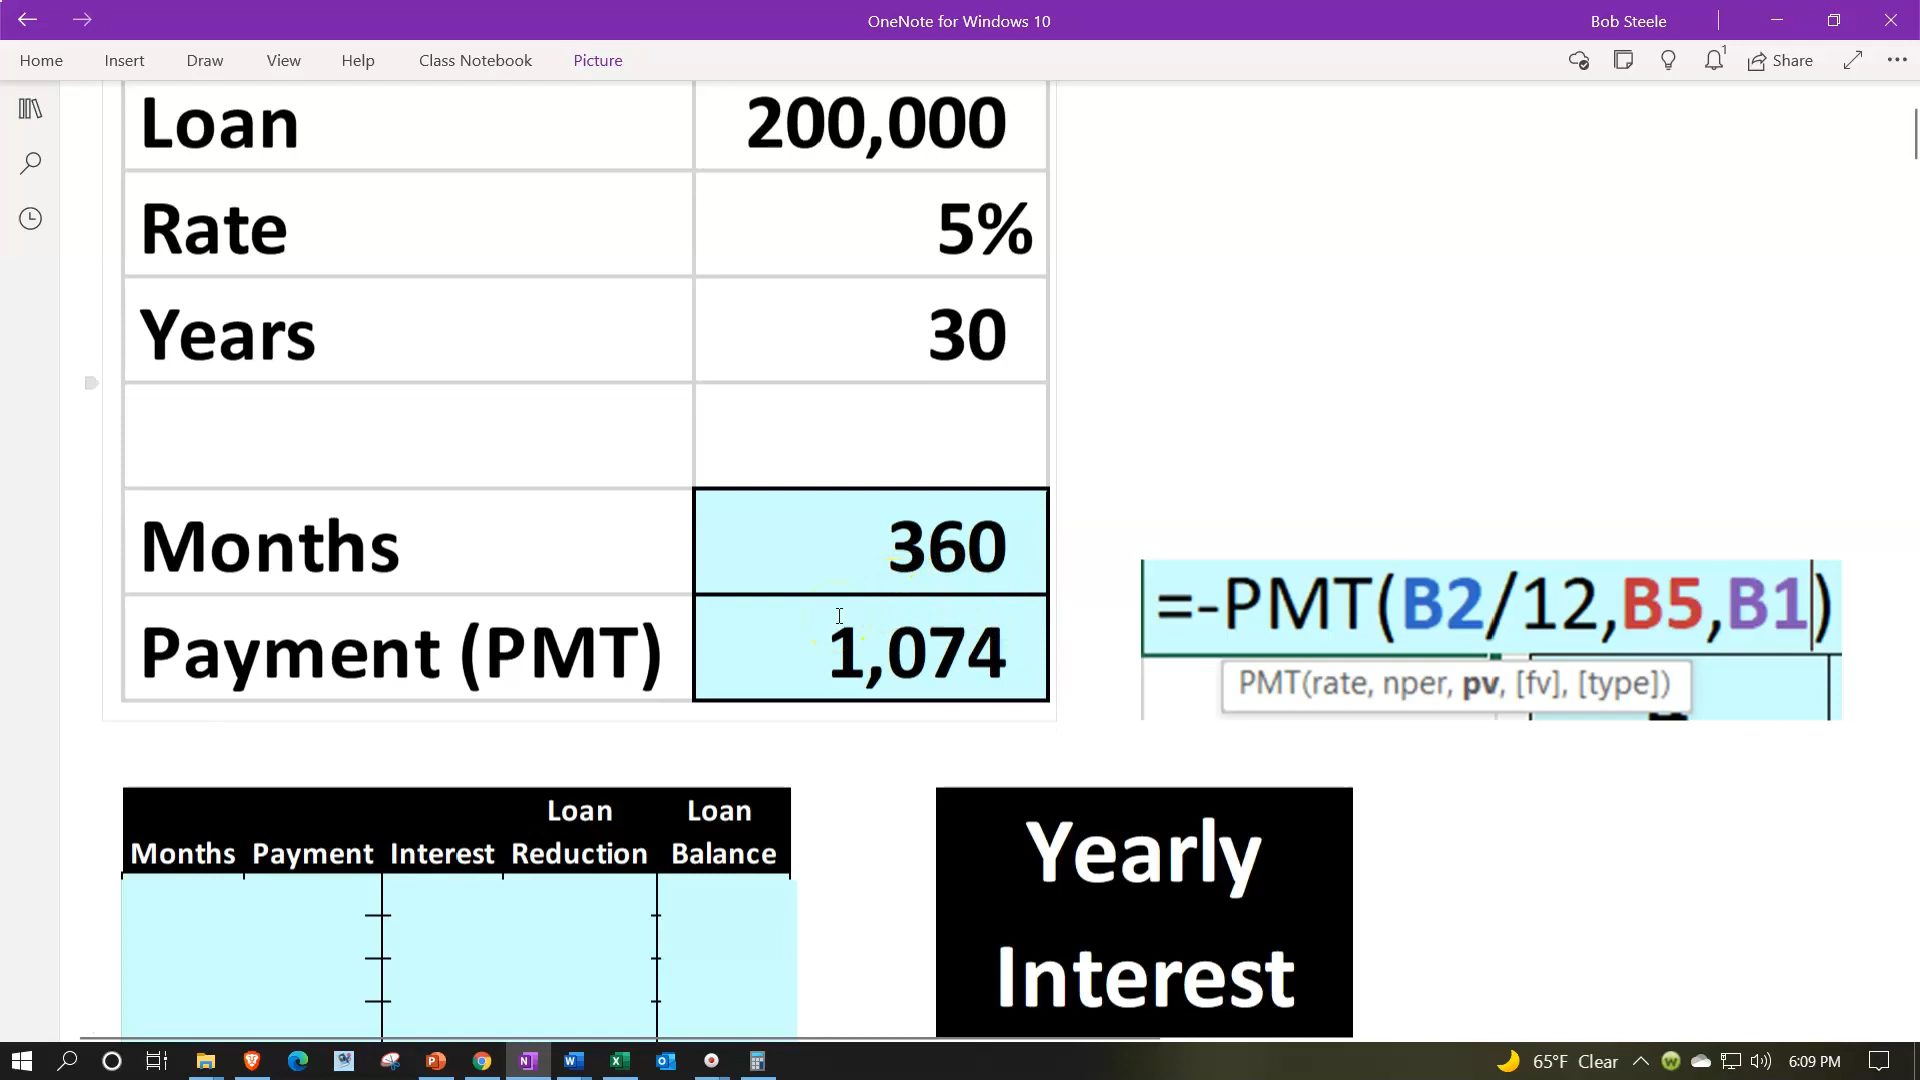 OneNote for Windows 10
Bob Steele
Home Insert Draw View Help Class Notebook Picture
1
Share
Loan 200,000
Rate 5%
Years 30
Months 360
Payment (PMT) 1,074
=-PMT(B2/12,B5,B1)
PMT(rate, nper, pv, [fv], [type])
Months Payment Interest Loan Reduction Loan Balance
Yearly
Interest
65°F Clear
6:09 PM